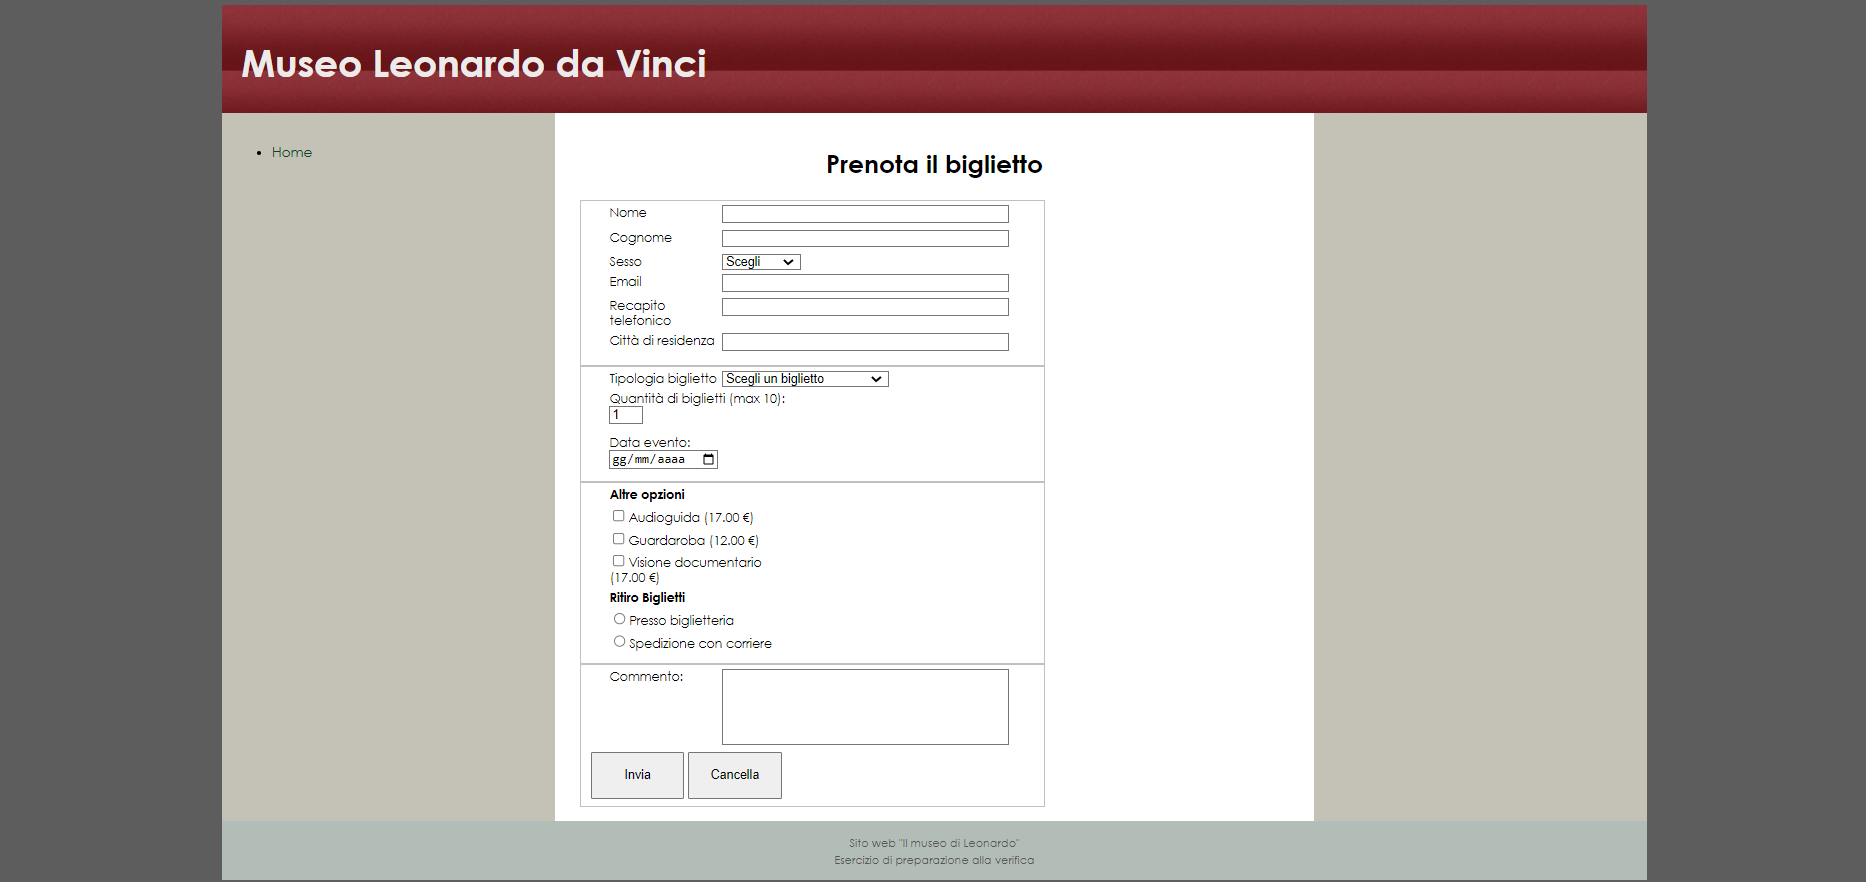 Museo Leonardo da Vinci
Home
Prenota il biglietto
Nome
Cognome
Sesso Scegli
Email
Recapito
telefonico
Città di residenza
Tipologia biglietto Scegli un biglietto
Quantità di biglietti (max 10):
1
Data evento:
gg/mm/aaaa
Altre opzioni
Audioguida (17.00 €)
Guardaroba (12.00 €)
Visione documentario
(17.00 €)
Ritiro Biglietti
Presso biglietteria
Spedizione con corriere
Commento:
Invia Cancella
Sito web "Il museo di Leonardo"
Esercizio di preparazione alla verifica